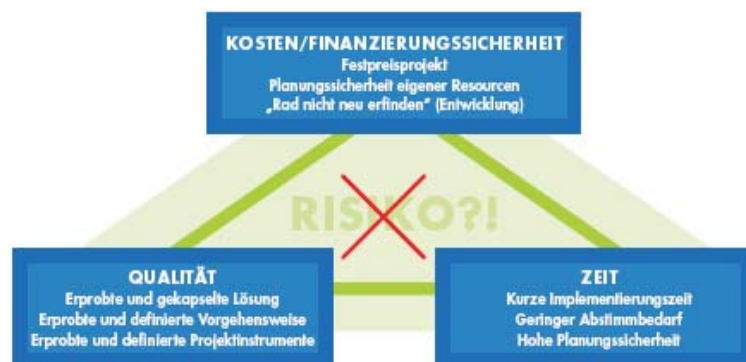 KOSTEN/FINANZIERUNGSSICHERHEIT
Festpreisprojekt
Planungssicherheit eigener Resourcen
„Rad nicht neu erfinden“ (Entwicklung)
RISIKO?!
QUALITÄT
Erprobte und gekapselte Lösung
Erprobte und definierte Vorgehensweise
Erprobte und definierte Projektinstrumente
ZEIT
Kurze Implementierungszeit
Geringer Abstimmbedarf
Hohe Planungssicherheit